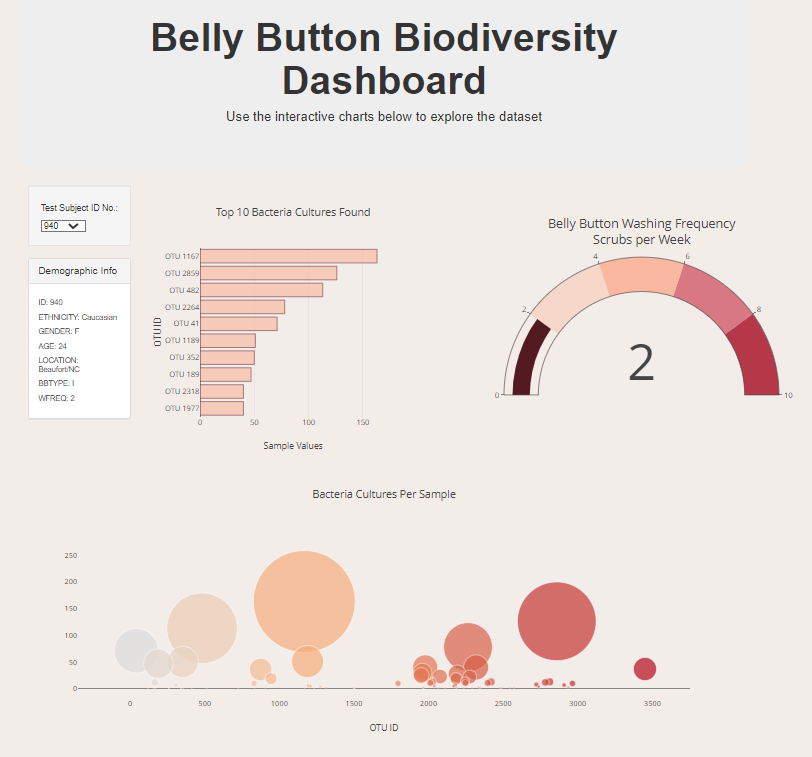 Belly Button Biodiversity
Dashboard
Use the interactive charts below to explore the dataset
Test Subject ID No.:
940
Demographic Info
ID: 940
ETHNICITY: Caucasian
GENDER: F
AGE: 24
LOCATION:
Beaufort/NC
BBTYPE: I
WFREQ: 2
Top 10 Bacteria Cultures Found
OTU ID
OTU 1167
OTU 2859
OTU 482
OTU 2264
OTU 41
OTU 1189
OTU 352
OTU 189
OTU 2318
OTU 1977
0 50 100 150
Sample Values
Belly Button Washing Frequency
Scrubs per Week
0 2 4 6 8 10
2
Bacteria Cultures Per Sample
250
200
150
100
50
0
0 500 1000 1500 2000 2500 3000 3500
OTU ID